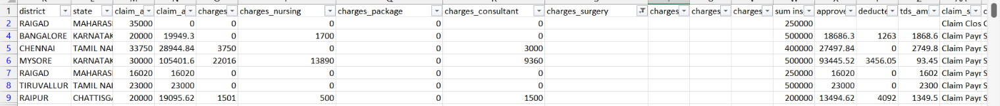 K N O R W Z
1 district state claim_a claim_a charges charges_nursing charges_package charges_consultant charges_surgery charges charges charges sum ins approve deducte tds_am claim_s c
2 RAIGAD MAHARAS 35000 0 0 0 0 0 250000 Claim Clos C
4 BANGALORE KARNATAK 20000 19949.3 0 1700 0 0 500000 18686.3 1263 1868.6 Claim Payr S
5 CHENNAI TAMIL NAI 33750 28944.84 3750 0 0 3000 400000 27497.84 0 2749.8 Claim Payr S
6 MYSORE KARNATAK 30000 105401.6 22016 13890 0 9360 500000 93445.52 3456.05 93.45 Claim Payr S
7 RAIGAD MAHARAS 16020 16020 0 0 0 0 250000 16020 0 1602 Claim Payr S
8 TIRUVALLUR TAMIL NAI 23000 23000 0 0 0 0 500000 23000 0 2300 Claim Payr S
9 RAIPUR CHATTISGA 20000 19095.62 1501 500 0 1500 200000 13494.62 4092 1349.5 Claim Payr S